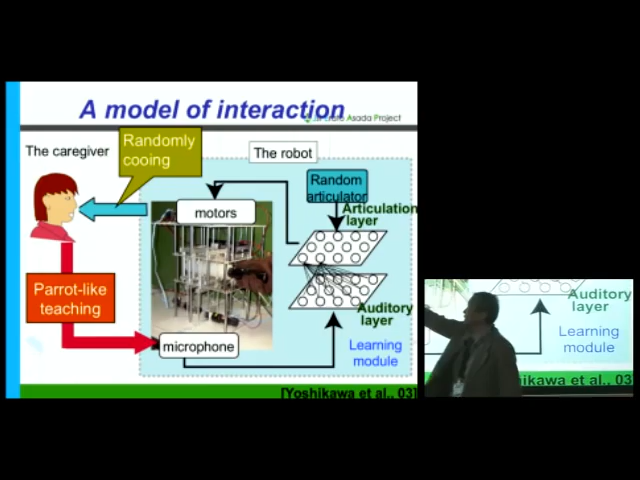 A model of interaction
Asada Project
The caregiver
Randomly
cooing
The robot
Random
articulator
motors
Articulation
layer
Parrot-like
teaching
Auditory
layer
microphone
Learning
module
[Yoshikawa et al., 03]
Auditory
layer
Learning
module
ikawa et al., 03]